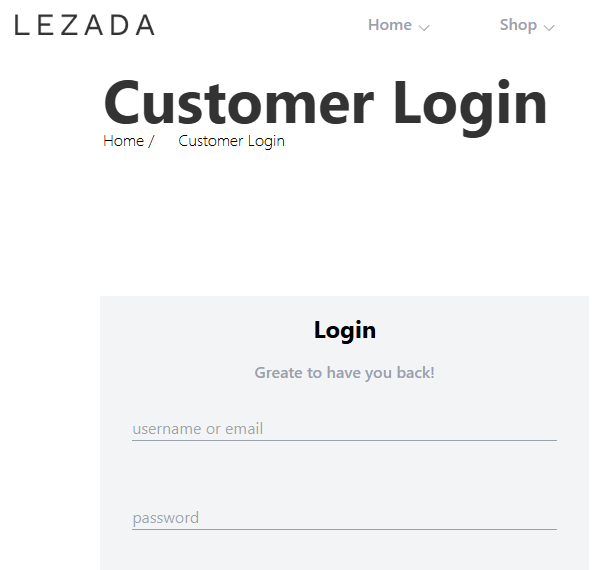 LEZADA Home Shop
Customer Login
Home / Customer Login
Login
Greate to have you back!
username or email
password